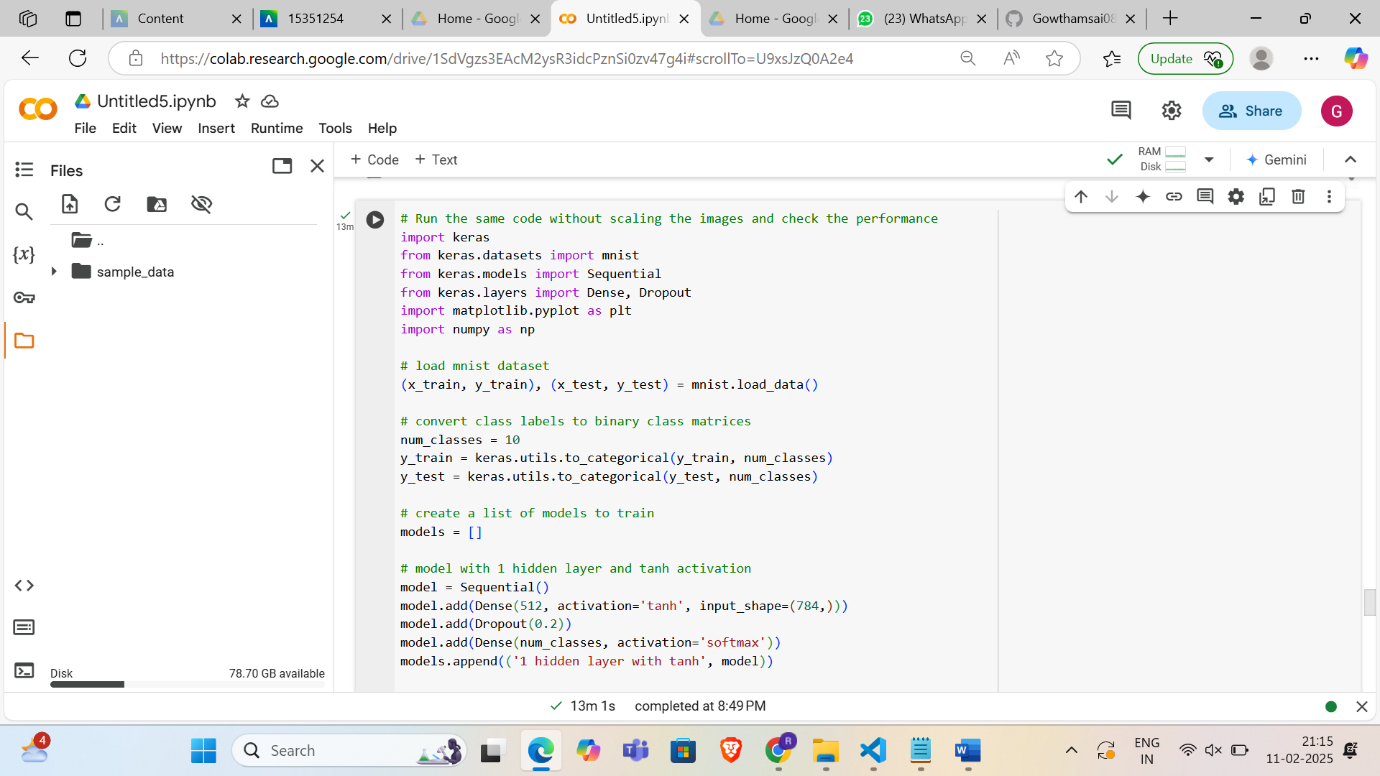 Content
15351254
Home - Googl
Untitled5.ipynl
Home - Google
23
(23) WhatsApp
Gowthamsai08
https://colab.research.google.com/drive/1SdVgzs3EAcM2ysR3idcPznSi0zv47g4i#scrollTo=U9xsJzQ0A2e4
Update
Untitled5.ipynb
File Edit View Insert Runtime Tools Help
Share
G
Files
+ Code + Text
RAM
Disk
Gemini
{x}
..
sample_data
13m
# Run the same code without scaling the images and check the performance
import keras
from keras.datasets import mnist
from keras.models import Sequential
from keras.layers import Dense, Dropout
import matplotlib.pyplot as plt
import numpy as np
# load mnist dataset
(x_train, y_train), (x_test, y_test) = mnist.load_data()
# convert class labels to binary class matrices
num_classes = 10
y_train = keras.utils.to_categorical(y_train, num_classes)
y_test = keras.utils.to_categorical(y_test, num_classes)
# create a list of models to train
models = []
# model with 1 hidden layer and tanh activation
model = Sequential()
model.add(Dense(512, activation='tanh', input_shape=(784,)))
model.add(Dropout(0.2))
model.add(Dense(num_classes, activation='softmax'))
models.append(('1 hidden layer with tanh', model))
Disk
78.70 GB available
13m 1s completed at 8:49 PM
4
Search
R
ENG
IN
21:15
11-02-2025